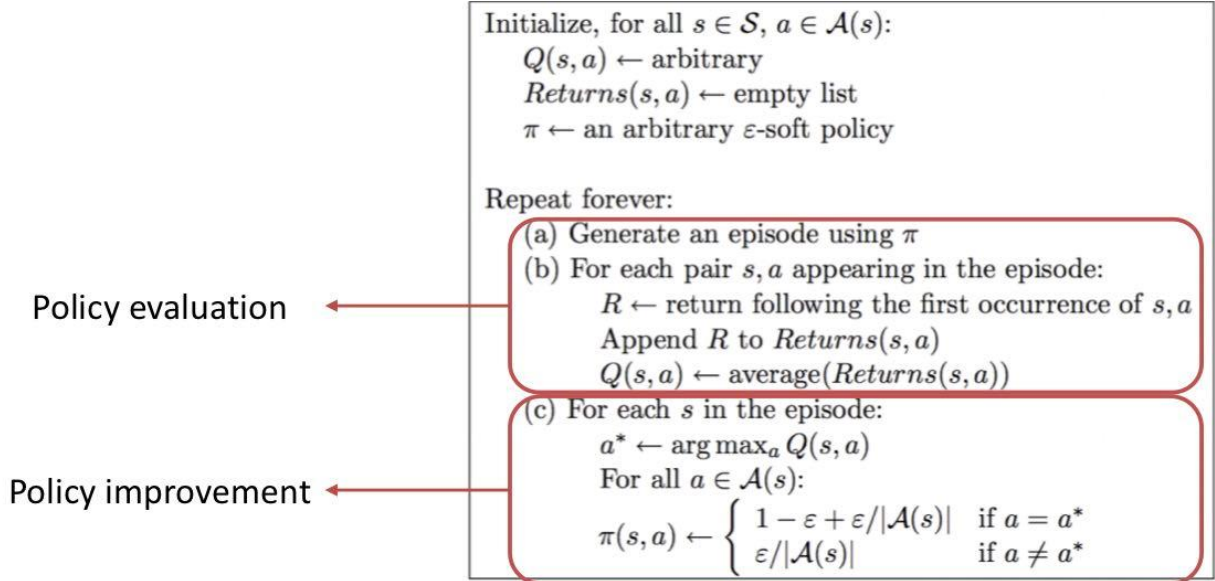 Initialize, for all s ∈ 𝒮, a ∈ 𝒜(s):
Q(s, a) ← arbitrary
Returns(s, a) ← empty list
π ← an arbitrary ε-soft policy
Repeat forever:
(a) Generate an episode using π
(b) For each pair s, a appearing in the episode:
R ← return following the first occurrence of s, a
Append R to Returns(s, a)
Q(s, a) ← average(Returns(s, a))
Policy evaluation
(c) For each s in the episode:
a* ← arg maxₐ Q(s, a)
For all a ∈ 𝒜(s):
π(s, a) ← { 1 − ε + ε/|𝒜(s)| if a = a*
ε/|𝒜(s)| if a ≠ a*
Policy improvement